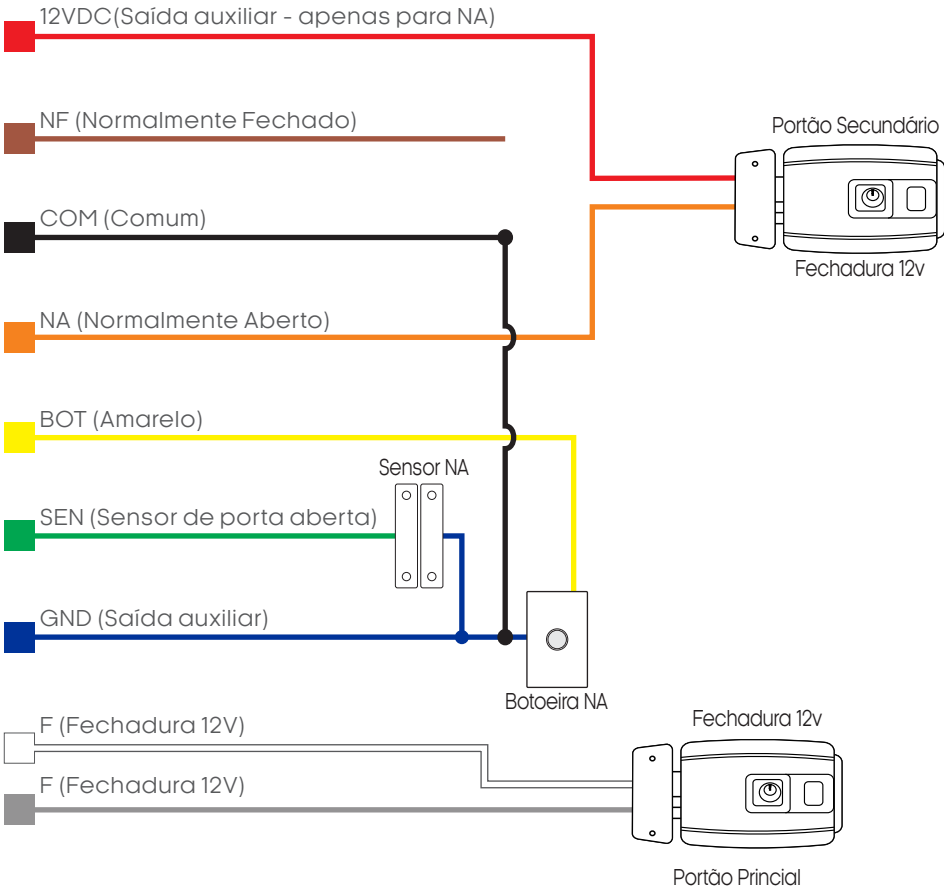 12VDC(Saída auxiliar - apenas para NA)
NF (Normalmente Fechado)
Portão Secundário
COM (Comum)
Fechadura 12v
NA (Normalmente Aberto)
BOT (Amarelo)
Sensor NA
SEN (Sensor de porta aberta)
GND (Saída auxiliar)
Botoeira NA
F (Fechadura 12V)
Fechadura 12v
F (Fechadura 12V)
Portão Princial